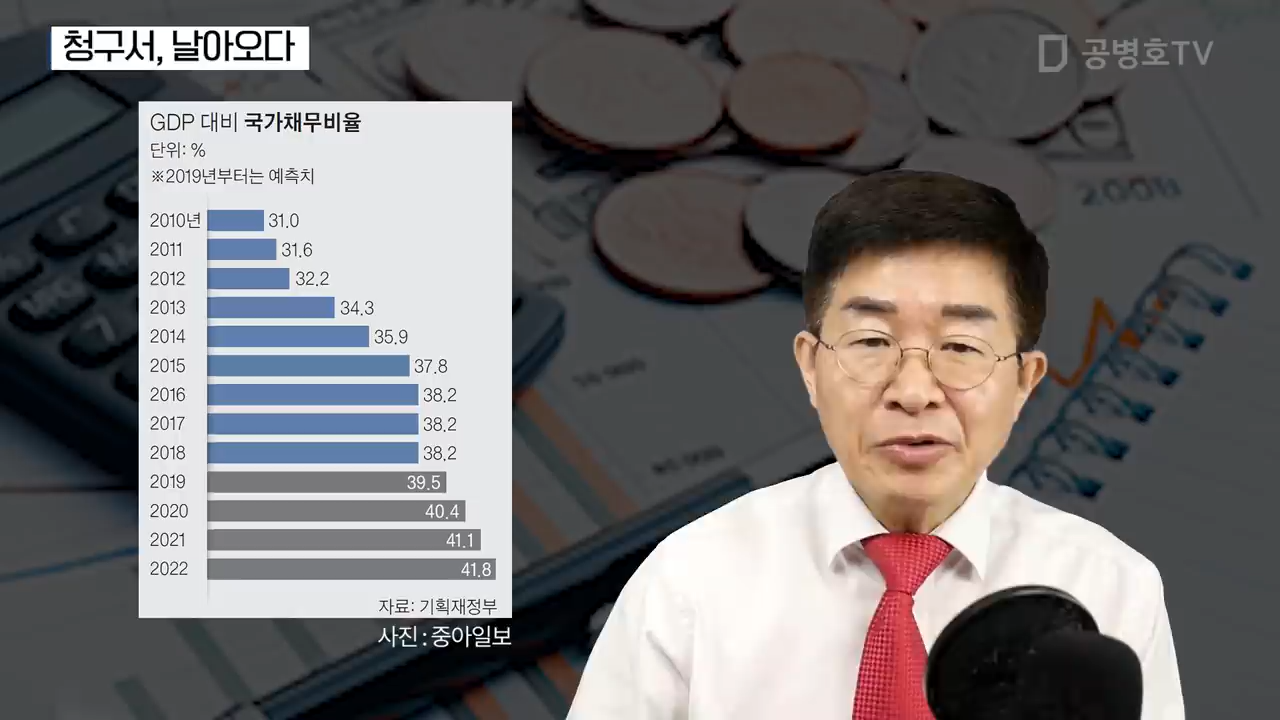 청구서, 날아오다
공병호TV
GDP 대비 국가채무비율
단위: %
※2019년부터는 예측치
2010년 31.0
2011 31.6
2012 32.2
2013 34.3
2014 35.9
2015 37.8
2016 38.2
2017 38.2
2018 38.2
2019 39.5
2020 40.4
2021 41.1
2022 41.8
자료: 기획재정부
사진 : 중아일보